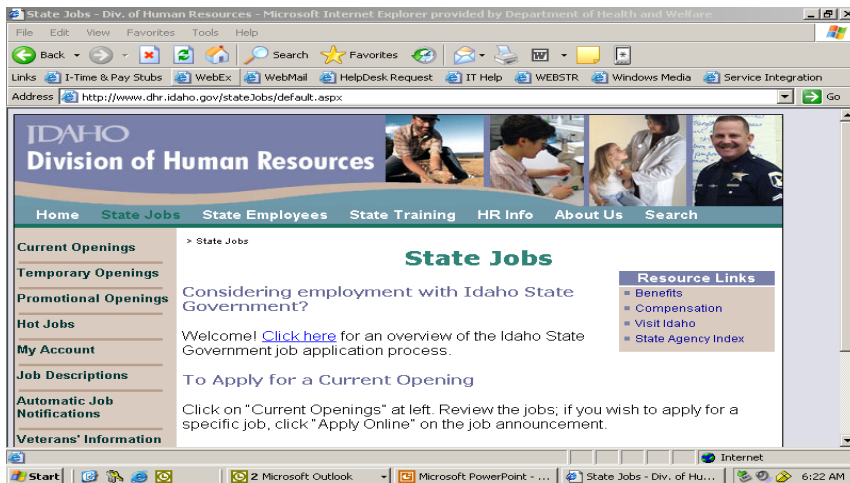 State Jobs - Div. of Human Resources - Microsoft Internet Explorer provided by Department of Health and Welfare
File Edit View Favorites Tools Help
Back Search Favorites
Links I-Time & Pay Stubs WebEx WebMail HelpDesk Request IT Help WEBSTR Windows Media Service Integration
Address http://www.dhr.idaho.gov/stateJobs/default.aspx Go
IDAHO
Division of Human Resources
Home State Jobs State Employees State Training HR Info About Us Search
Current Openings
Temporary Openings
Promotional Openings
Hot Jobs
My Account
Job Descriptions
Automatic Job
Notifications
Veterans' Information
> State Jobs
State Jobs
Considering employment with Idaho State
Government?
Welcome! Click here for an overview of the Idaho State
Government job application process.
To Apply for a Current Opening
Click on "Current Openings" at left. Review the jobs; if you wish to apply for a
specific job, click "Apply Online" on the job announcement.
Resource Links
Benefits
Compensation
Visit Idaho
State Agency Index
Internet
Start 2 Microsoft Outlook Microsoft PowerPoint - ... State Jobs - Div. of Hu... 6:22 AM